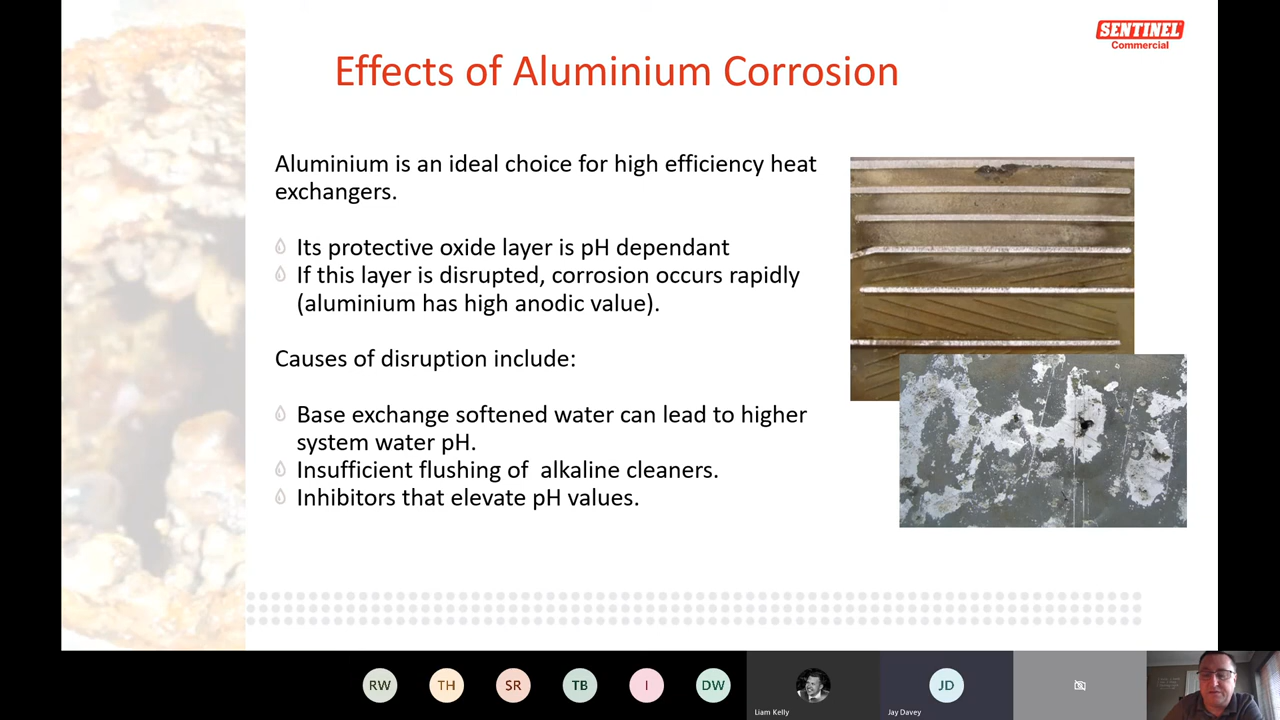 SENTINEL
Commercial
Effects of Aluminium Corrosion
Aluminium is an ideal choice for high efficiency heat
exchangers.
Its protective oxide layer is pH dependant
If this layer is disrupted, corrosion occurs rapidly
(aluminium has high anodic value).
Causes of disruption include:
Base exchange softened water can lead to higher
system water pH.
Insufficient flushing of alkaline cleaners.
Inhibitors that elevate pH values.
RW
TH
SR
TB
I
DW
JD
Liam Kelly
Jay Davey